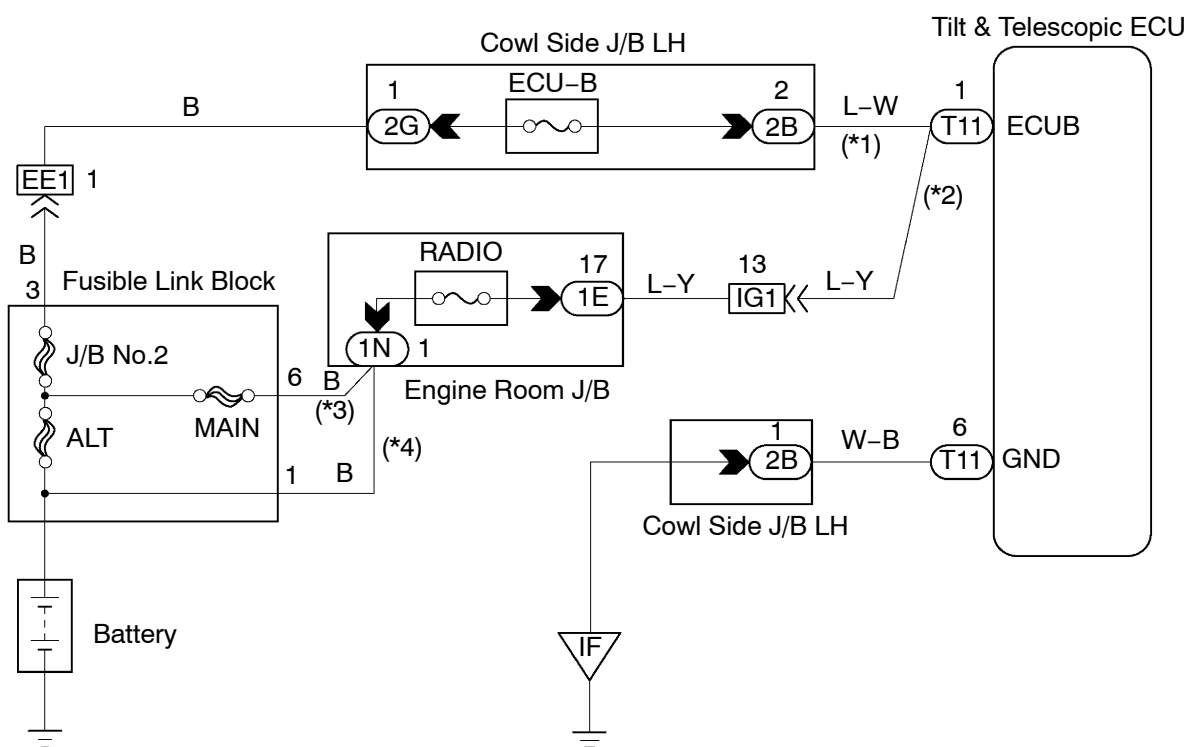 Tilt & Telescopic ECU
Cowl Side J/B LH
ECU–B
1
2
1
B
2G
2B
L–W
T11
ECUB
(*1)
EE1
1
(*2)
B
RADIO
17
13
3
Fusible Link Block
1E
L–Y
IG1
L–Y
J/B No.2
1N
1
6
B
Engine Room J/B
(*3)
MAIN
ALT
(*4)
1
W–B
6
1
B
2B
T11
GND
Cowl Side J/B LH
Battery
IF